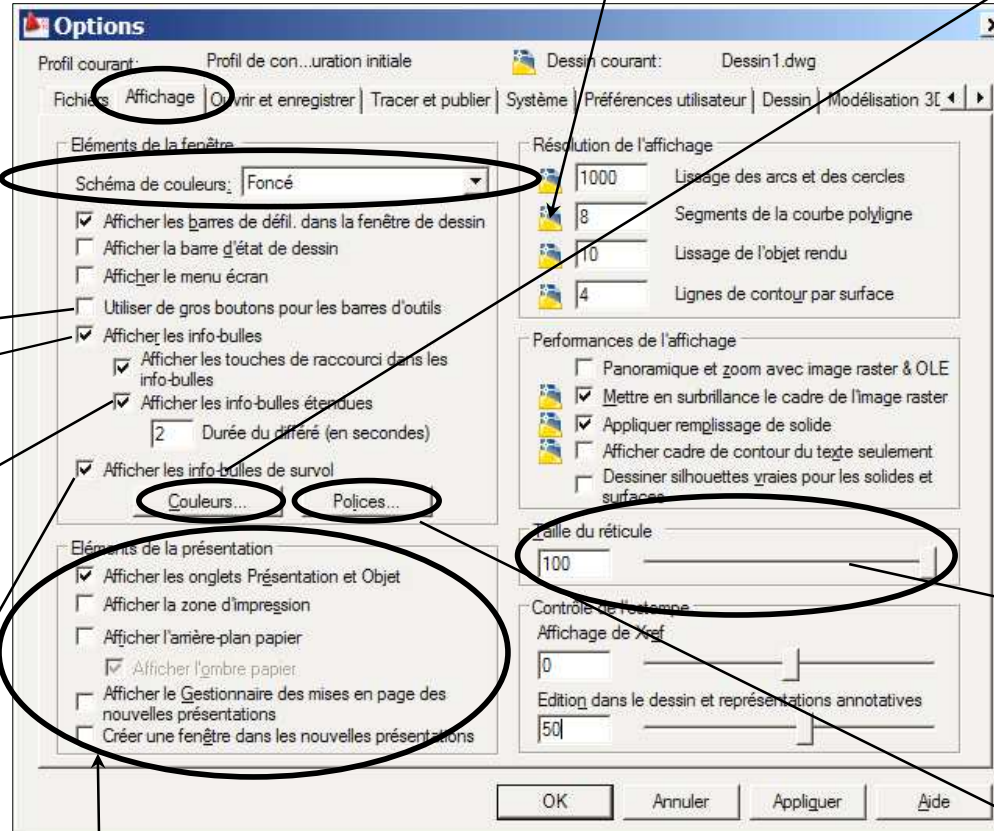 Options
Profil courant: Profil de con...uration initiale Dessin courant: Dessin1.dwg
Fichiers Affichage Ouvrir et enregistrer Tracer et publier Système Préférences utilisateur Dessin Modélisation 3D
Eléments de la fenêtre
Schéma de couleurs: Foncé
Afficher les barres de défil. dans la fenêtre de dessin
Afficher la barre d'état de dessin
Afficher le menu écran
Utiliser de gros boutons pour les barres d'outils
Afficher les info-bulles
Afficher les touches de raccourci dans les
info-bulles
Afficher les info-bulles étendues
2 Durée du différé (en secondes)
Afficher les info-bulles de survol
Couleurs... Polices...
Eléments de la présentation
Afficher les onglets Présentation et Objet
Afficher la zone d'impression
Afficher l'arrière-plan papier
Afficher l'ombre papier
Afficher le Gestionnaire des mises en page des
nouvelles présentations
Créer une fenêtre dans les nouvelles présentations
Résolution de l'affichage
1000 Lissage des arcs et des cercles
8 Segments de la courbe polyligne
10 Lissage de l'objet rendu
4 Lignes de contour par surface
Performances de l'affichage
Panoramique et zoom avec image raster & OLE
Mettre en surbrillance le cadre de l'image raster
Appliquer remplissage de solide
Afficher cadre de contour du texte seulement
Dessiner silhouettes vraies pour les solides et
surfaces
Taille du réticule
100
Contrôle de l'estompe
Affichage de Xref
0
Edition dans le dessin et représentations annotatives
50
OK Annuler Appliquer Aide